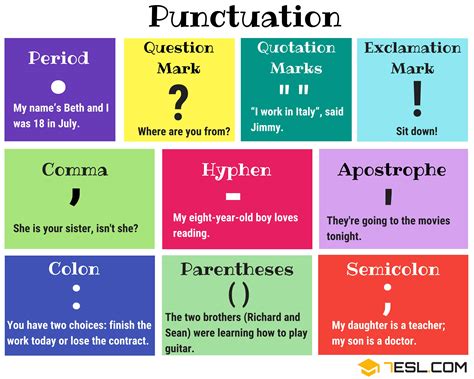 Punctuation
Period
.
My name's Beth and I
was 18 in July.
Question
Mark
?
Where are you from?
Quotation
Marks
" "
"I work in Italy", said
Jimmy.
Exclamation
Mark
!
Sit down!
Comma
,
She is your sister, isn't she?
Hyphen
-
My eight-year-old boy loves
reading.
Apostrophe
'
They're going to the movies
tonight.
Colon
:
You have two choices: finish the
work today or lose the contract.
Parentheses
( )
The two brothers (Richard and
Sean) were learning how to play
guitar.
Semicolon
;
My daughter is a teacher;
my son is a doctor.
7ESL.COM